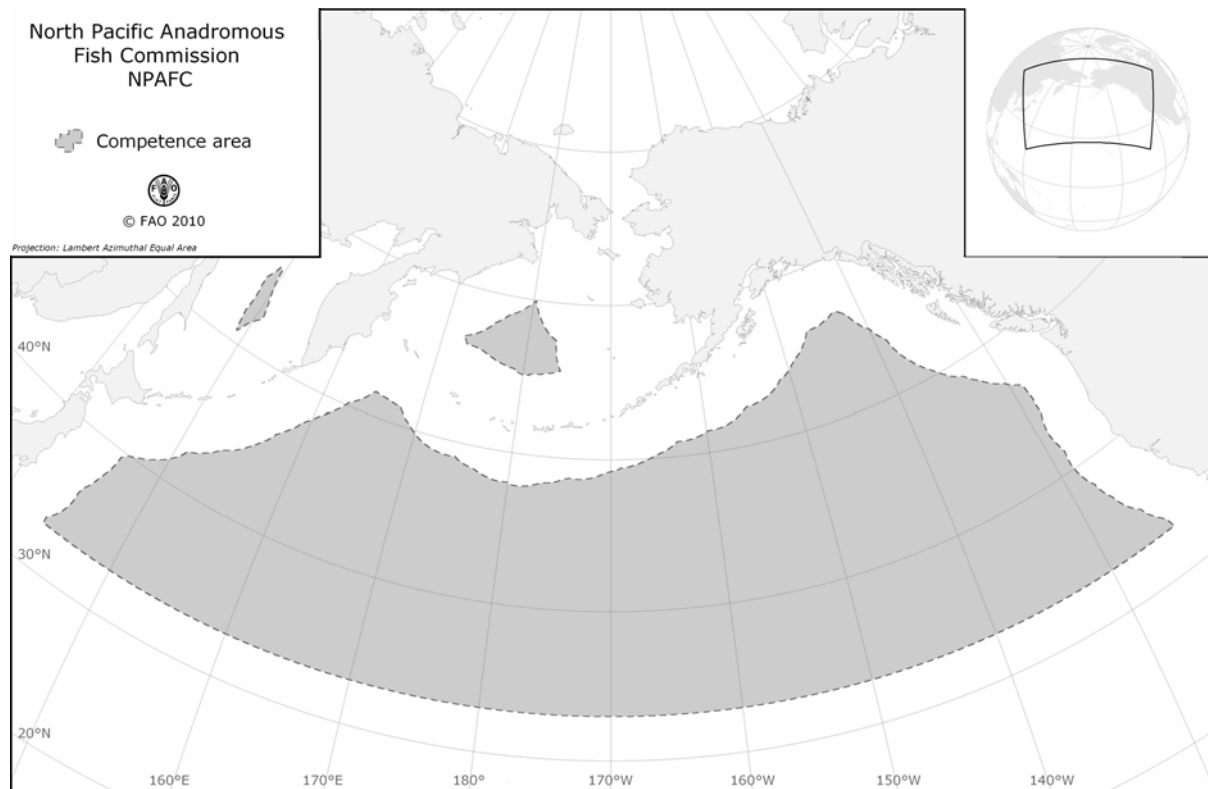 North Pacific Anadromous
Fish Commission
NPAFC
Competence area
F A O
© FAO 2010
Projection: Lambert Azimuthal Equal Area
40°N
30°N
20°N
160°E 170°E 180° 170°W 160°W 150°W 140°W